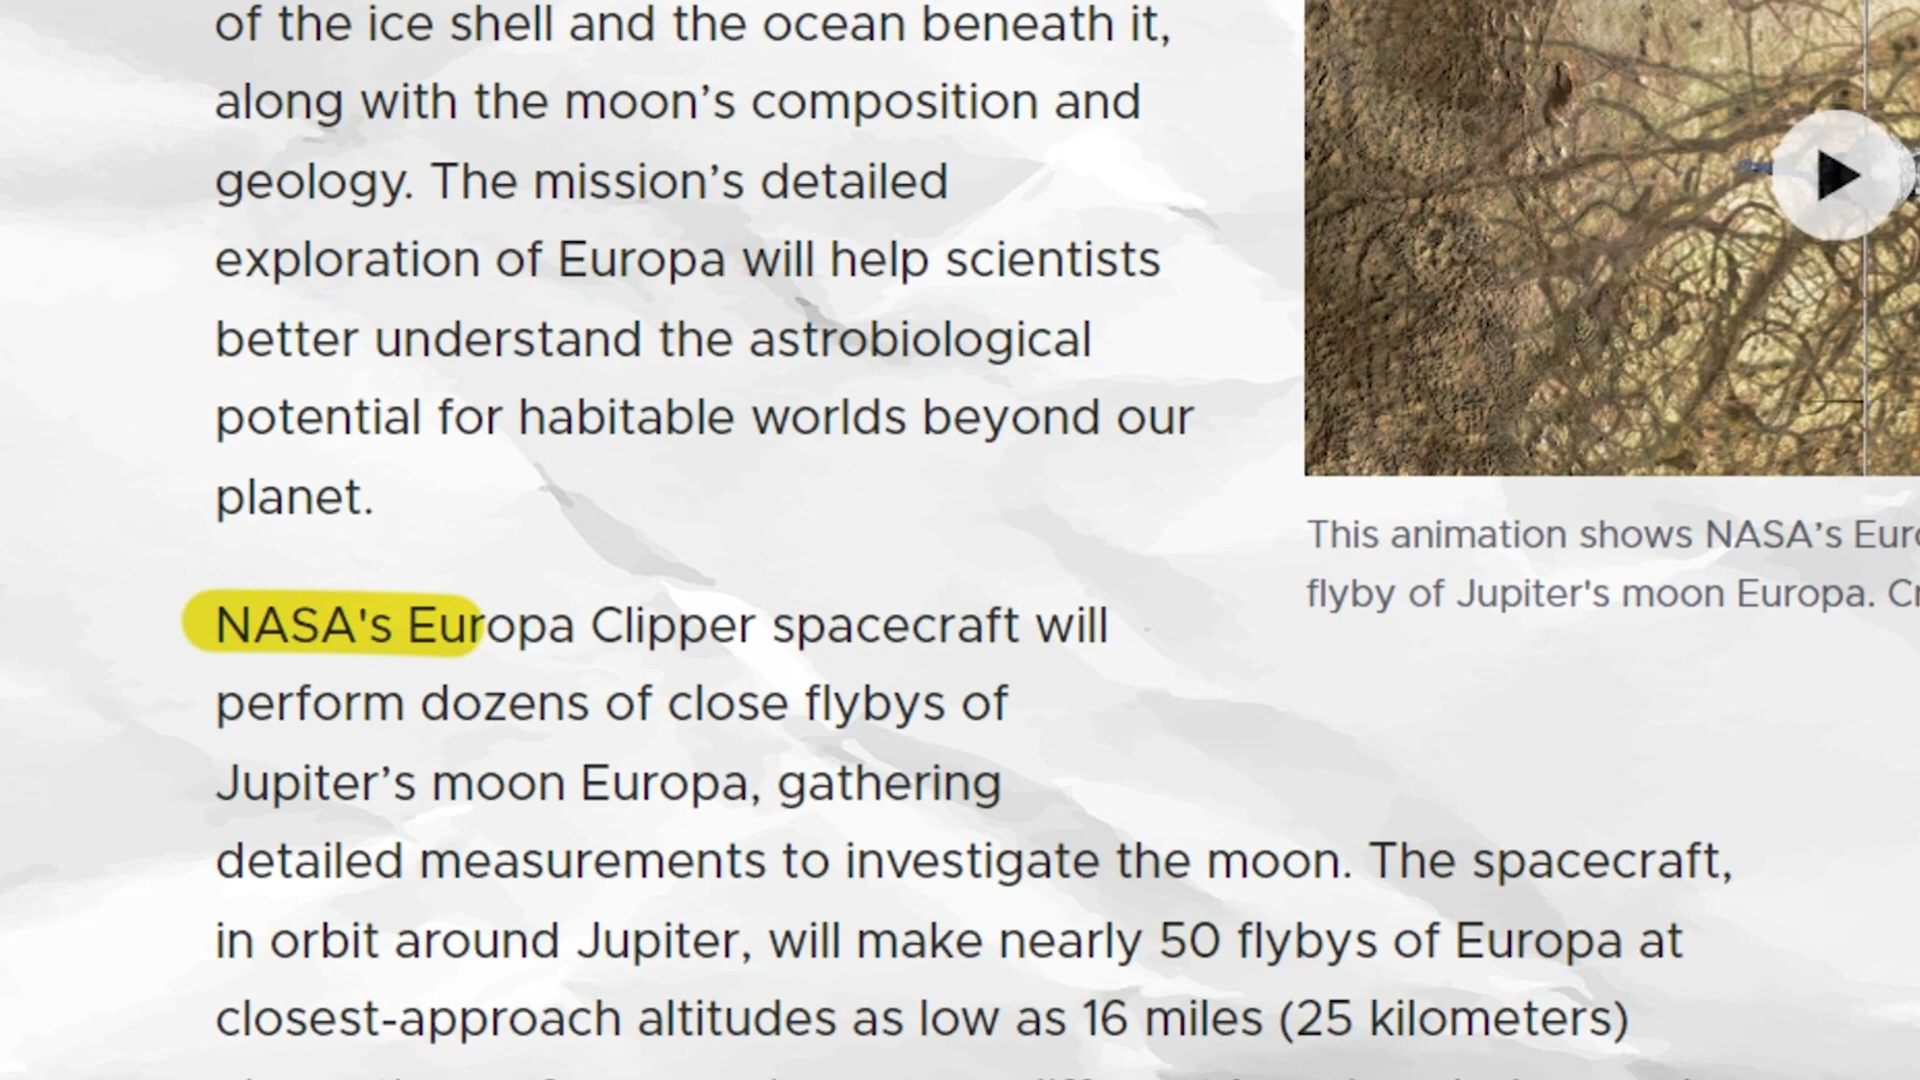 of the ice shell and the ocean beneath it,
along with the moon’s composition and
geology. The mission’s detailed
exploration of Europa will help scientists
better understand the astrobiological
potential for habitable worlds beyond our
planet.
NASA's Europa Clipper spacecraft will
perform dozens of close flybys of
Jupiter’s moon Europa, gathering
detailed measurements to investigate the moon. The spacecraft,
in orbit around Jupiter, will make nearly 50 flybys of Europa at
closest-approach altitudes as low as 16 miles (25 kilometers)
This animation shows NASA’s
flyby of Jupiter's moon Europa.